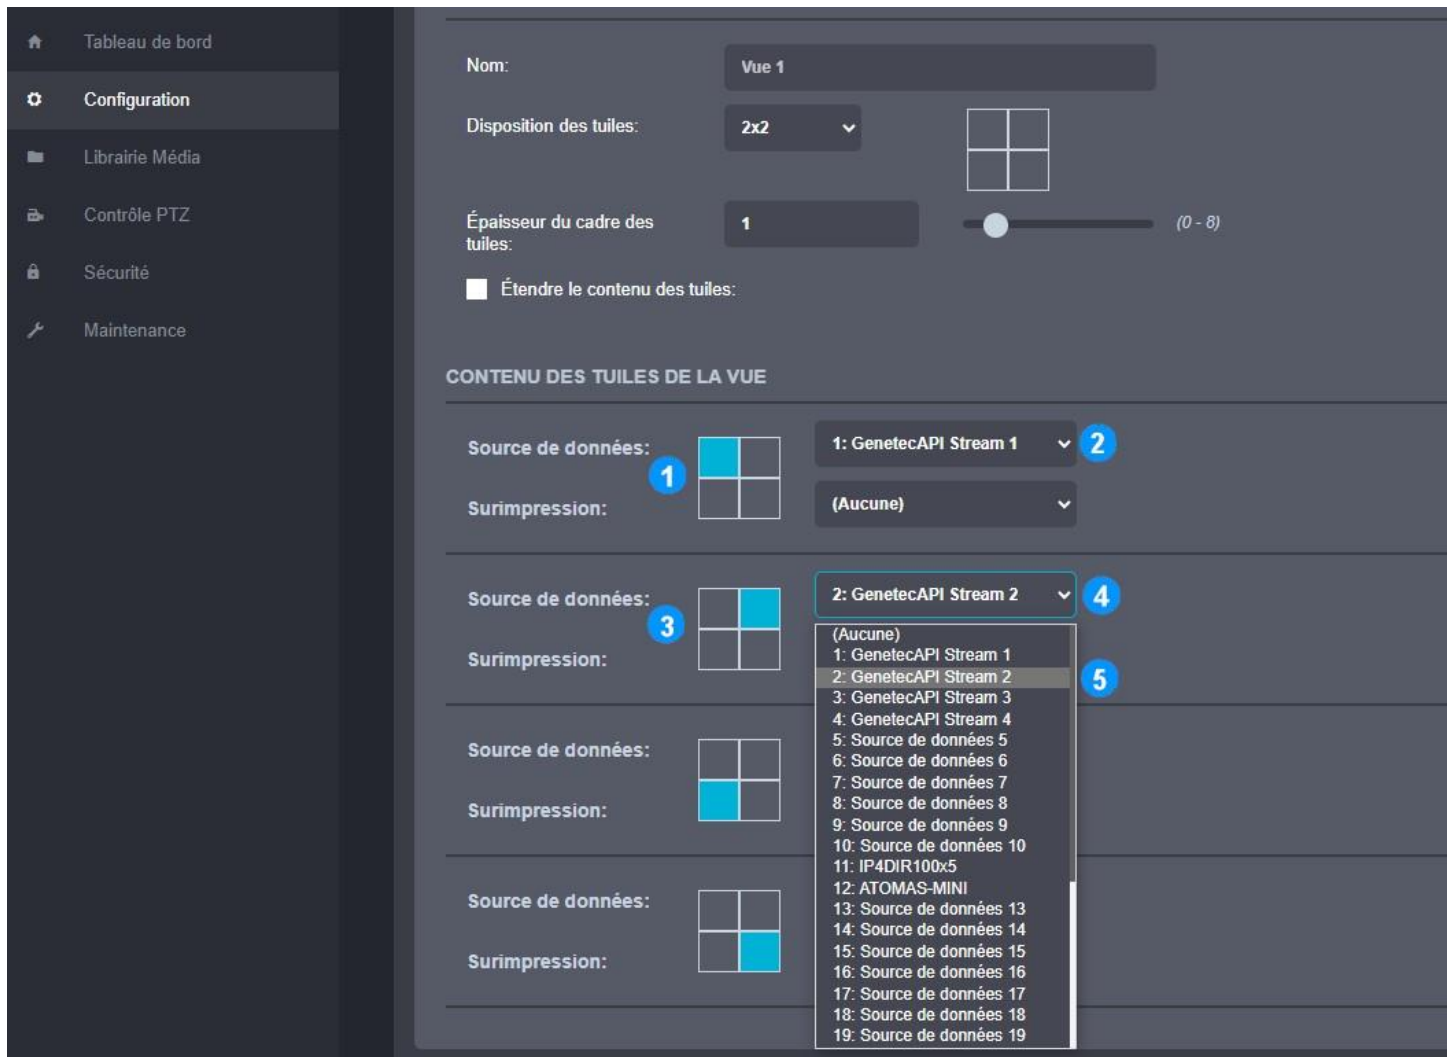 Tableau de bord
Configuration
Librairie Média
Contrôle PTZ
Sécurité
Maintenance
Nom:
Vue 1
Disposition des tuiles:
2x2
Épaisseur du cadre des
tuiles:
1
(0 - 8)
Étendre le contenu des tuiles:
CONTENU DES TUILES DE LA VUE
Source de données:
1
1: GenetecAPI Stream 1
2
Surimpression:
(Aucune)
Source de données:
3
2: GenetecAPI Stream 2
4
Surimpression:
(Aucune)
1: GenetecAPI Stream 1
2: GenetecAPI Stream 2
5
3: GenetecAPI Stream 3
4: GenetecAPI Stream 4
5: Source de données 5
6: Source de données 6
7: Source de données 7
8: Source de données 8
9: Source de données 9
10: Source de données 10
11: IP4DIR100x5
12: ATOMAS-MINI
13: Source de données 13
14: Source de données 14
15: Source de données 15
16: Source de données 16
17: Source de données 17
18: Source de données 18
19: Source de données 19
Source de données:
Surimpression:
Source de données:
Surimpression: